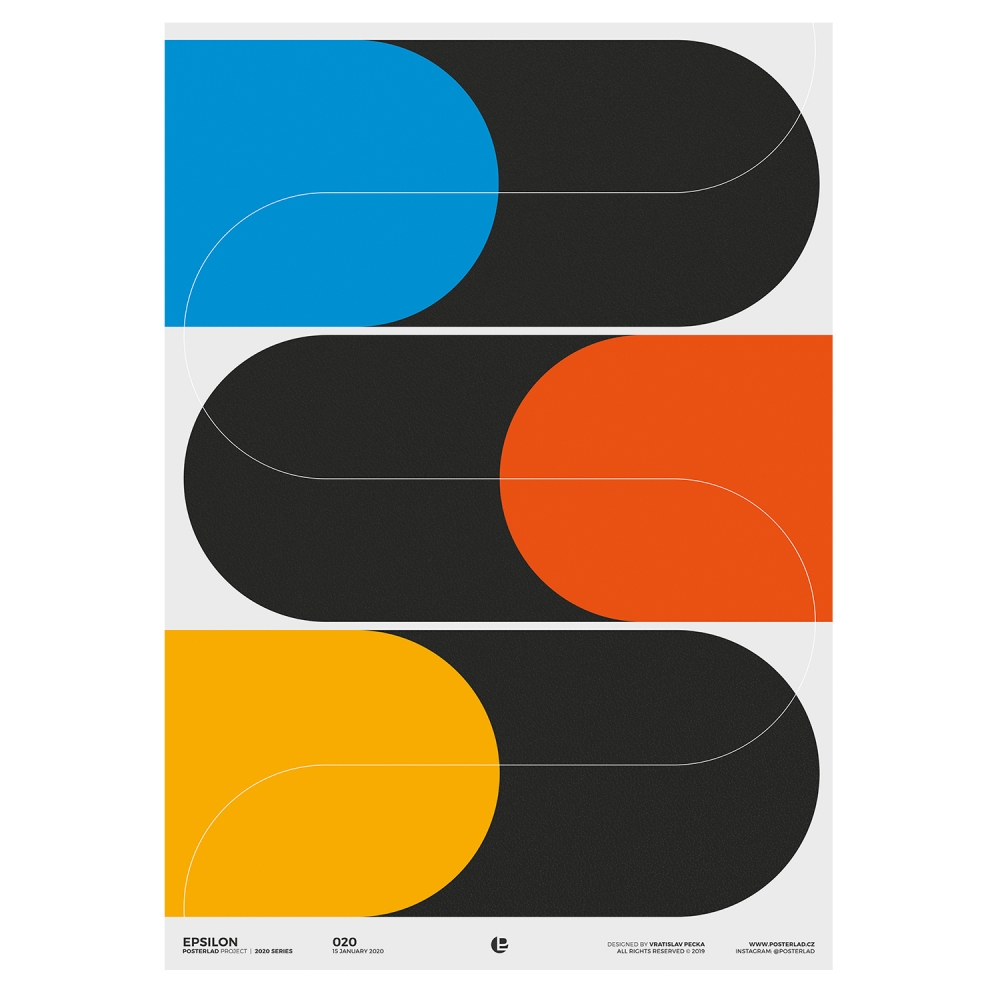 EPSILON
POSTERLAD PROJECT | 2020 SERIES
020
15 JANUARY 2020
DESIGNED BY VRATISLAV PECKA
ALL RIGHTS RESERVED © 2019
WWW.POSTERLAD.CZ
INSTAGRAM: @POSTERLAD